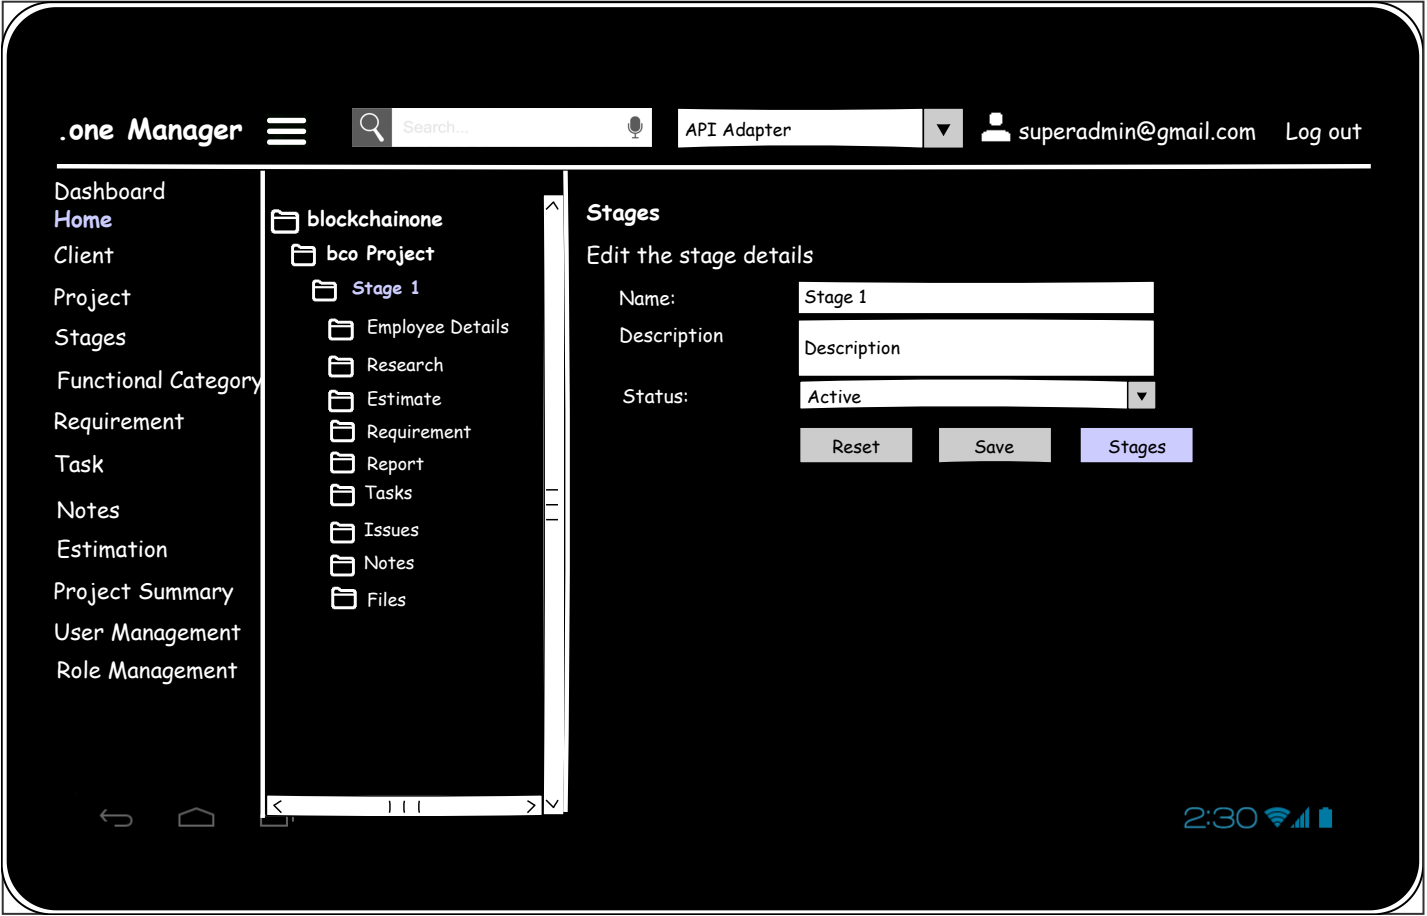 .one Manager
Search...
API Adapter
superadmin@gmail.com
Log out
Dashboard
Home
Client
Project
Stages
Functional Category
Requirement
Task
Notes
Estimation
Project Summary
User Management
Role Management
blockchainone
bco Project
Stage 1
Employee Details
Research
Estimate
Requirement
Report
Tasks
Issues
Notes
Files
Stages
Edit the stage details
Name:
Stage 1
Description
Description
Status:
Active
Reset
Save
Stages
2:30